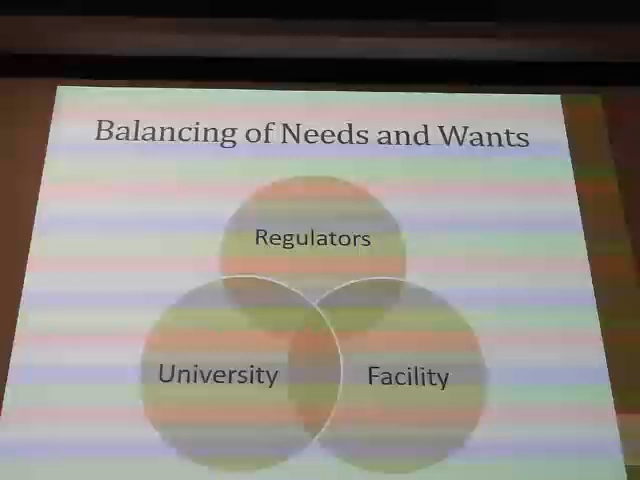 Balancing of Needs and Wants
Regulators
University
Facility